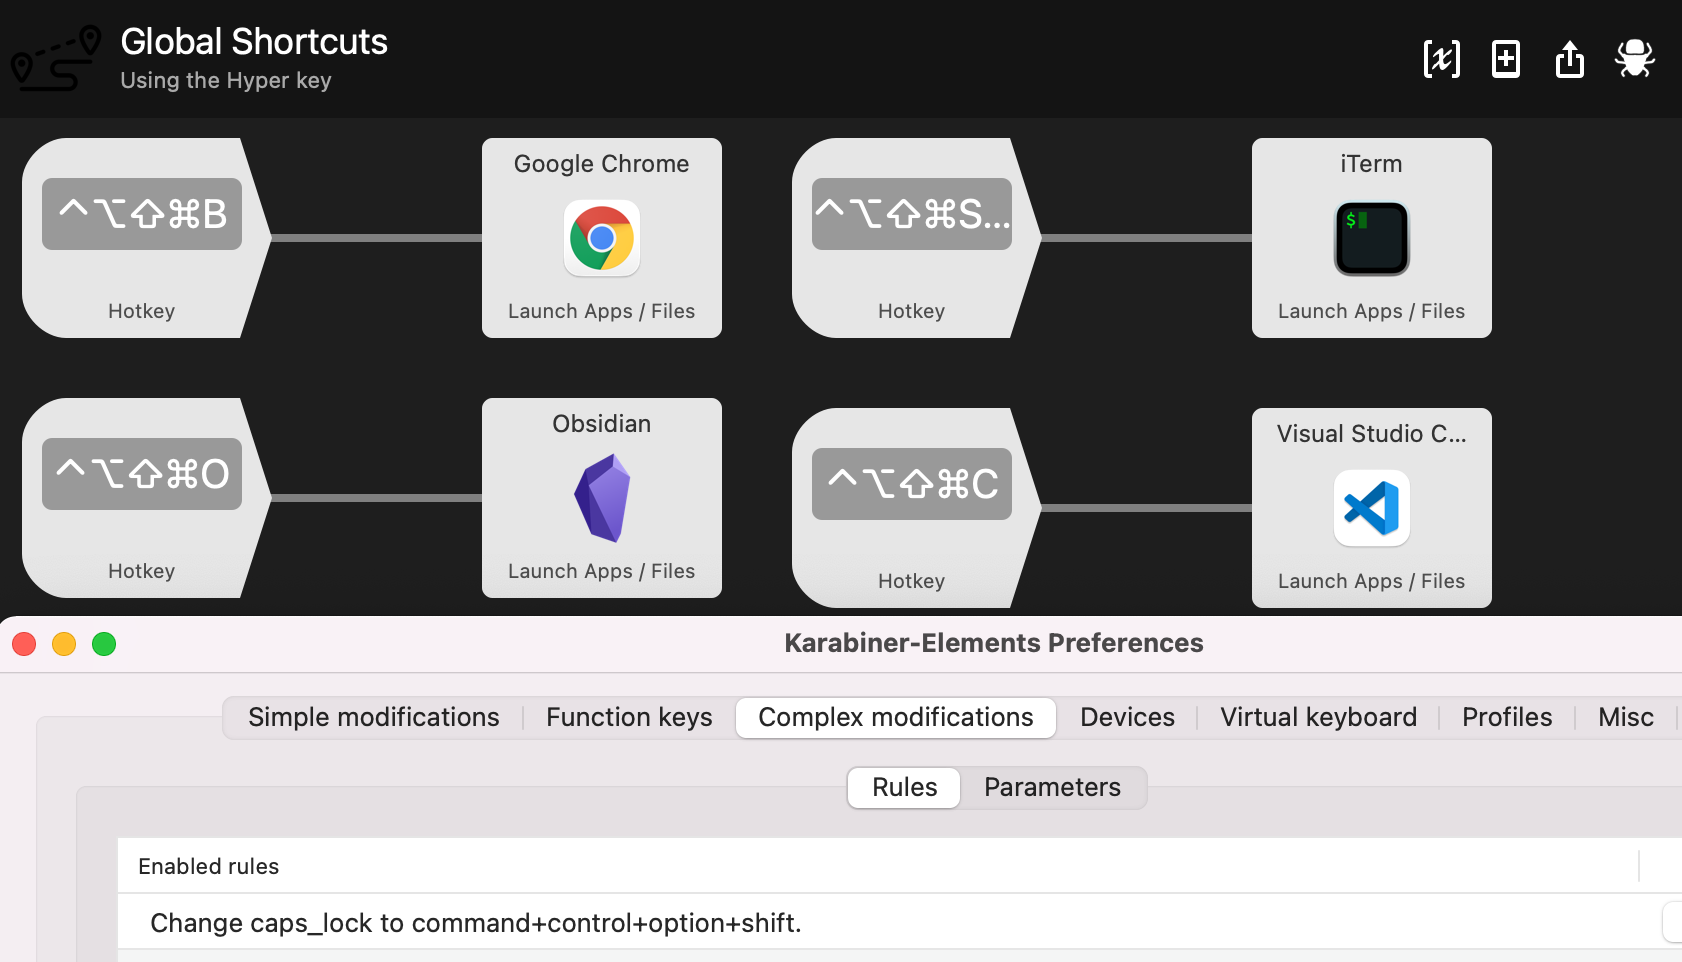 Global Shortcuts
Using the Hyper key
Google Chrome
^⌥⇧⌘B
Hotkey
Launch Apps / Files
iTerm
^⌥⇧⌘S...
$
Hotkey
Launch Apps / Files
Obsidian
^⌥⇧⌘O
Hotkey
Launch Apps / Files
Visual Studio C...
^⌥⇧⌘C
Hotkey
Launch Apps / Files
Karabiner-Elements Preferences
Simple modifications Function keys Complex modifications Devices Virtual keyboard Profiles Misc
Rules Parameters
Enabled rules
Change caps_lock to command+control+option+shift.